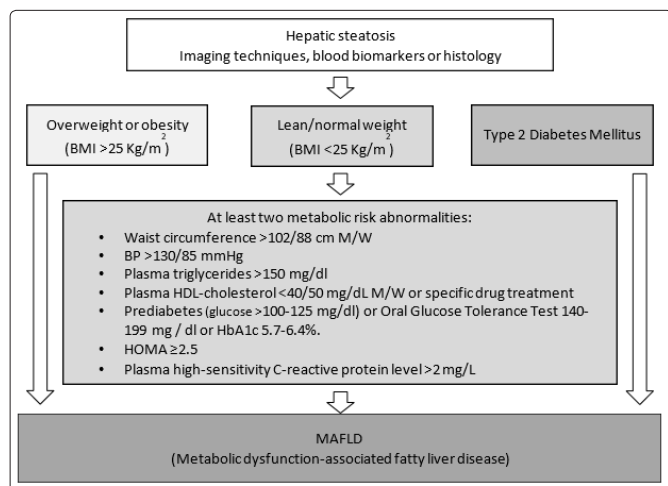 Hepatic steatosis
Imaging techniques, blood biomarkers or histology
Overweight or obesity
(BMI >25 Kg/m²)
Lean/normal weight
(BMI <25 Kg/m²)
Type 2 Diabetes Mellitus
At least two metabolic risk abnormalities:
• Waist circumference >102/88 cm M/W
• BP >130/85 mmHg
• Plasma triglycerides >150 mg/dl
• Plasma HDL-cholesterol <40/50 mg/dL M/W or specific drug treatment
• Prediabetes (glucose >100-125 mg/dl) or Oral Glucose Tolerance Test 140-
199 mg / dl or HbA1c 5.7-6.4%.
• HOMA ≥2.5
• Plasma high-sensitivity C-reactive protein level >2 mg/L
MAFLD
(Metabolic dysfunction-associated fatty liver disease)